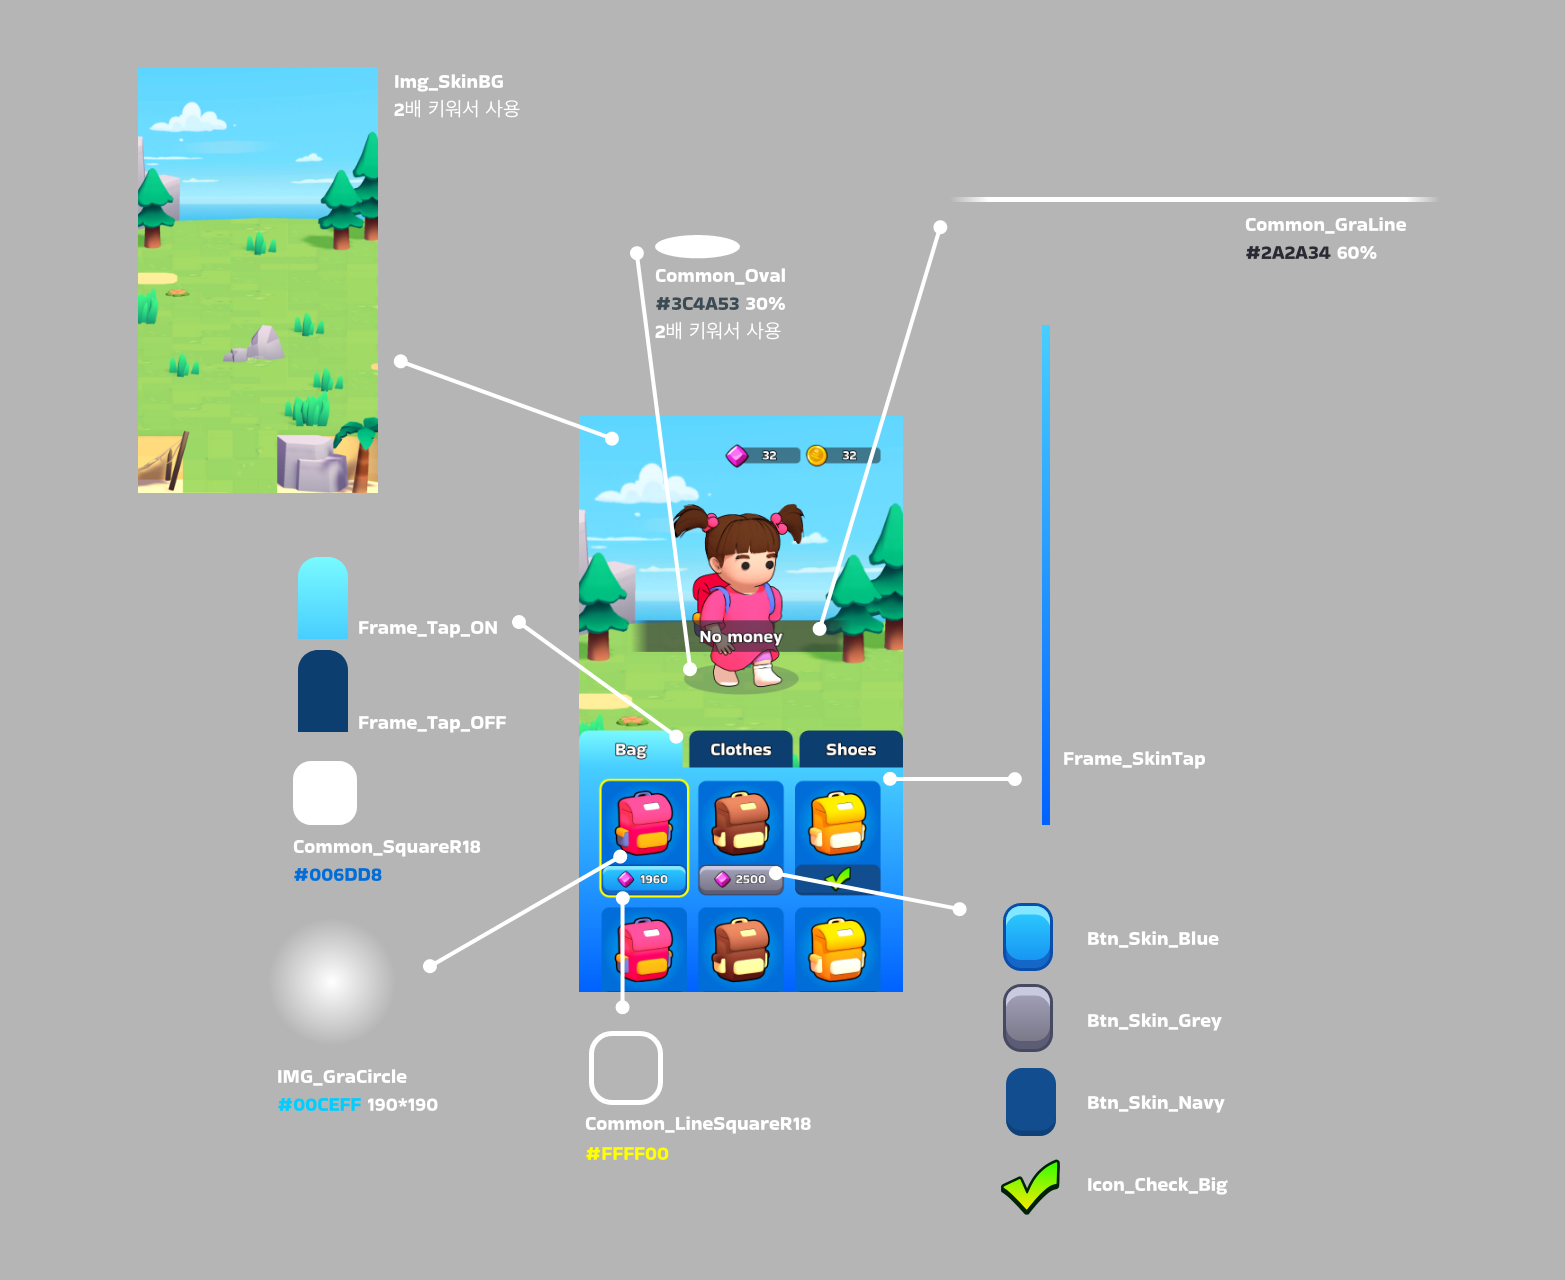 Img_SkinBG
2배 키워서 사용
Common_GraLine
#2A2A34 60%
Common_Oval
#3C4A53 30%
2배 키워서 사용
32
32
No money
Frame_Tap_ON
Frame_Tap_OFF
Bag
Clothes
Shoes
Frame_SkinTap
Common_SquareR18
#006DD8
1960
2500
Btn_Skin_Blue
Btn_Skin_Grey
IMG_GraCircle
#00CEFF 190*190
Common_LineSquareR18
#FFFF00
Btn_Skin_Navy
Icon_Check_Big